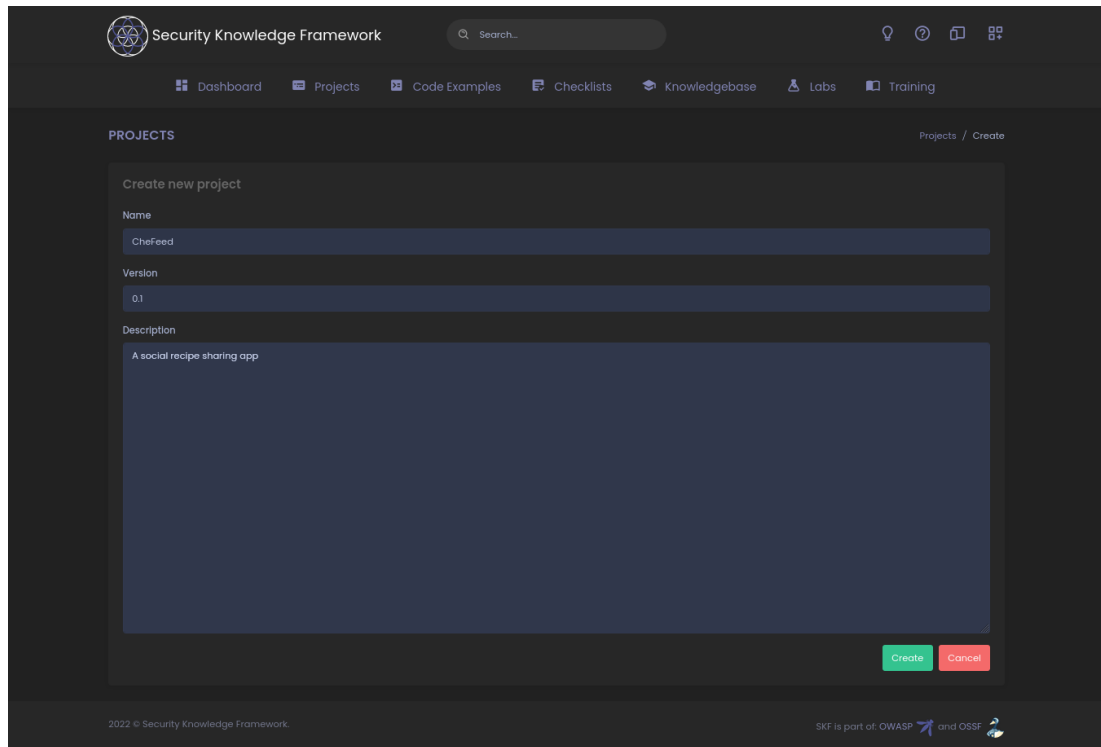 Security Knowledge Framework
Search...
Dashboard Projects Code Examples Checklists Knowledgebase Labs Training
PROJECTS
Projects / Create
Create new project
Name
CheFeed
Version
0.1
Description
A social recipe sharing app
Create Cancel
2022 © Security Knowledge Framework.
SKF is part of: OWASP and OSSF